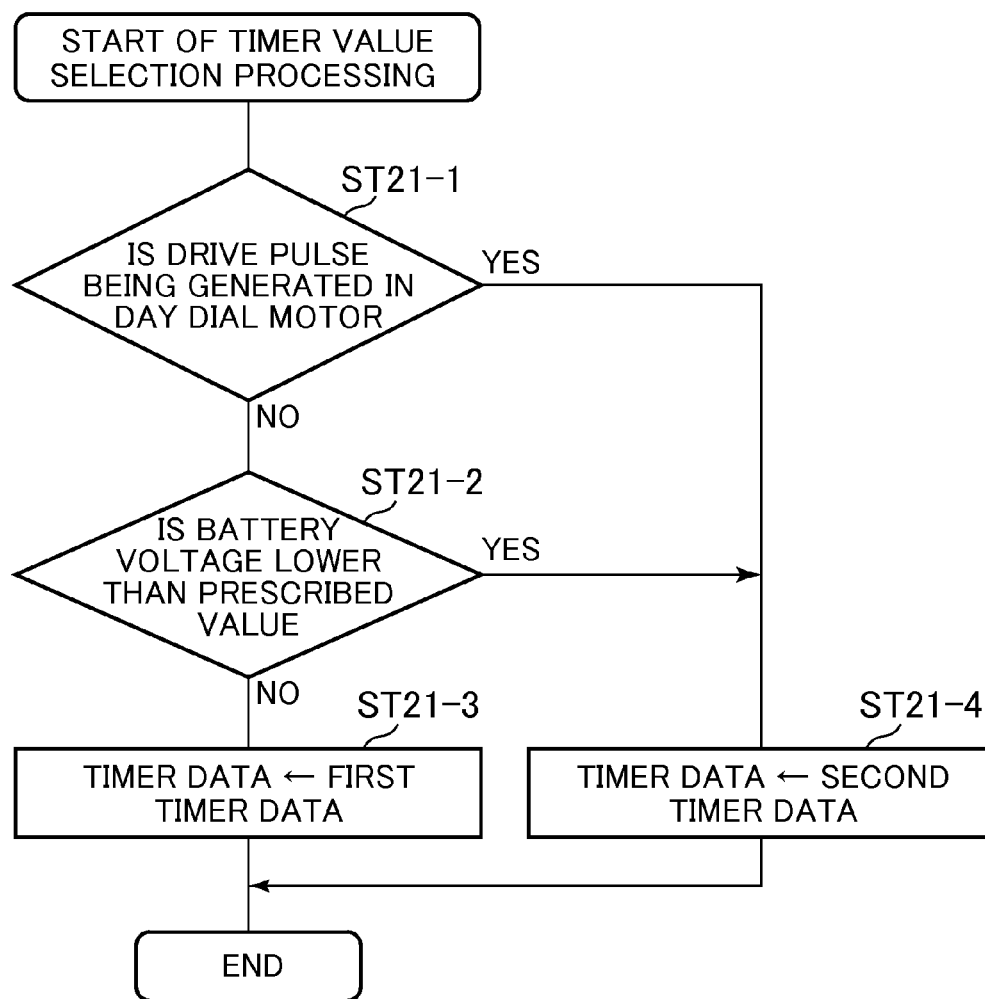 START OF TIMER VALUE
SELECTION PROCESSING
ST21-1
IS DRIVE PULSE
BEING GENERATED IN
DAY DIAL MOTOR
YES
NO
ST21-2
IS BATTERY
VOLTAGE LOWER
THAN PRESCRIBED
VALUE
YES
NO
ST21-3
TIMER DATA ← FIRST
TIMER DATA
ST21-4
TIMER DATA ← SECOND
TIMER DATA
END